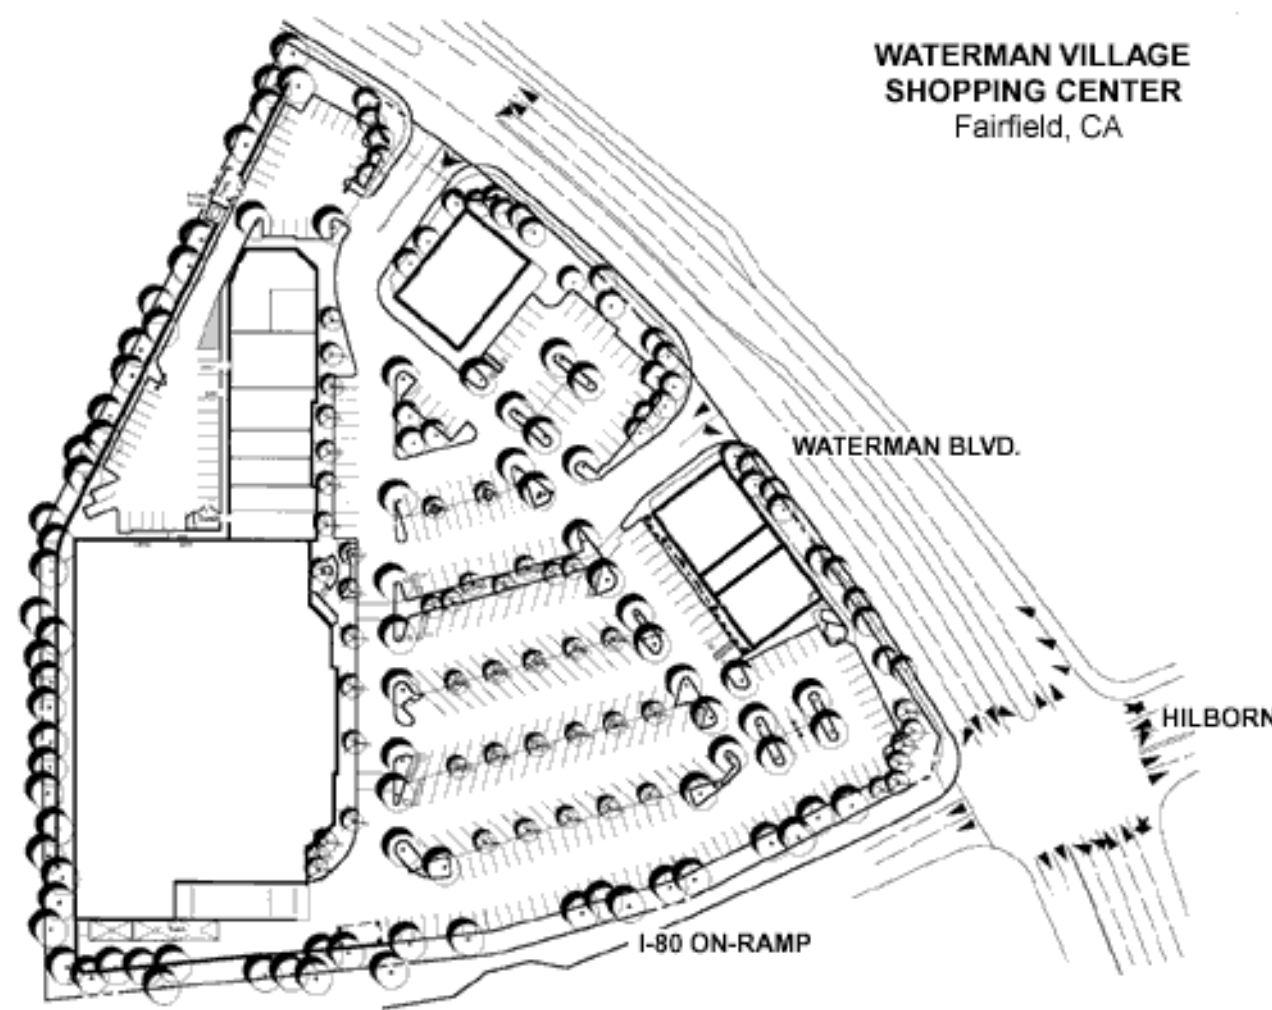 WATERMAN VILLAGE
SHOPPING CENTER
Fairfield, CA
WATERMAN BLVD.
HILBORN
I-80 ON-RAMP